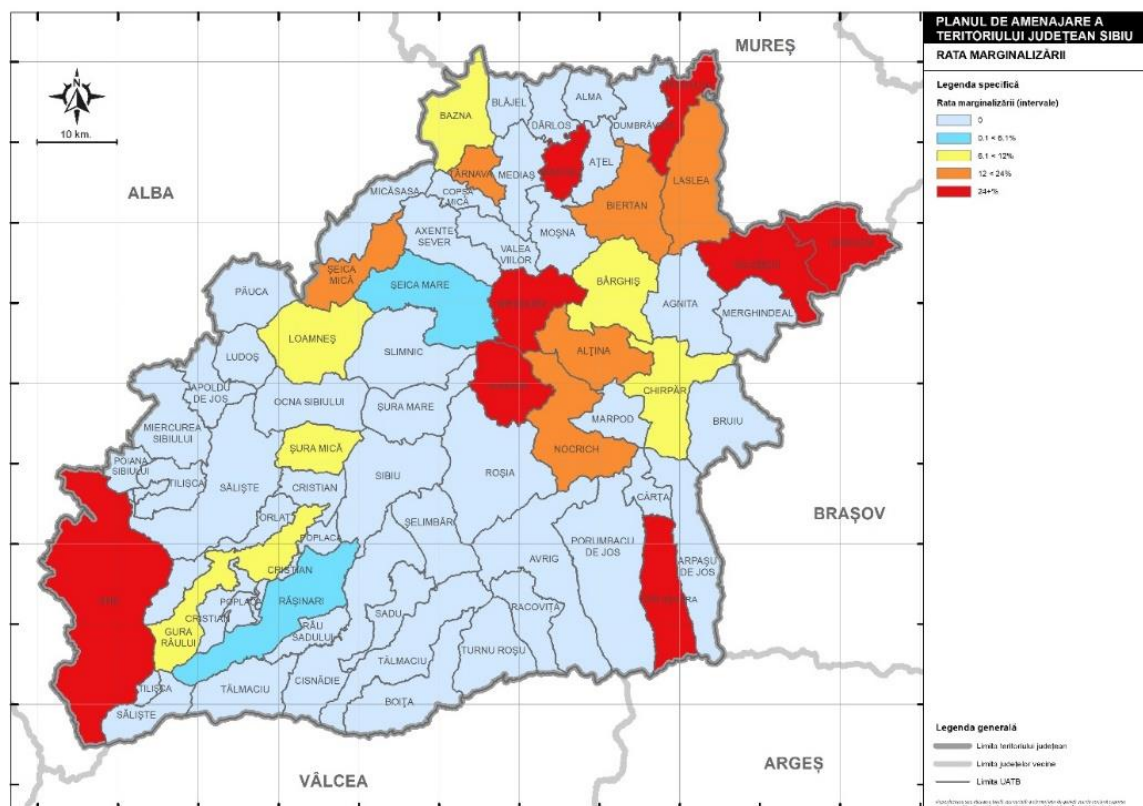 PLANUL DE AMENAJARE A
TERITORIULUI JUDEȚEAN SIBIU
RATA MARGINALIZĂRII
Legenda specifică
Rata marginalizării (intervale)
0
0.1 < 6.1%
6.1 < 12%
12 < 24%
24+%
MUREȘ
N
10 km.
ALBA
BAZNA
BLĂJEL
ALMA
DÂRLOS
DUMBRĂV
AȚEL
TÂRNAVA
MEDIAȘ
LASLEA
MICĂSASA
COPȘA
MICĂ
BIERTAN
AXENTE
SEVER
MOȘNA
VALEA
VIILOR
ȘEICA
MICĂ
ȘEICA MARE
BÂRGHIȘ
PĂUCA
AGNITA
MERGHINDEAL
LOAMNEȘ
SLIMNIC
ALȚINA
LUDOȘ
APOLDU
DE JOS
CHIRPĂR
OCNA SIBIULUI
ȘURA MARE
MARPOD
BRUIU
MIERCUREA
SIBIULUI
ȘURA MICĂ
NOCRICH
POIANA
SIBIULUI
TILIȘCA
SĂLIȘTE
CRISTIAN
SIBIU
ROȘIA
CÂRȚA
BRAȘOV
ORLAT
ȘELIMBĂR
POPLACA
PORUMBACU
DE JOS
AVRIG
ARPAȘU
DE JOS
CRISTIAN
RĂȘINARI
POPLACA
CRISTIAN
SADU
RACOVIȚA
GURA
RÂULUI
RÂU
SADULUI
TĂLMACIU
TURNU ROȘU
TILIȘCA
TĂLMACIU
CISNĂDIE
BOIȚA
SĂLIȘTE
VÂLCEA
ARGEȘ
Legenda generală
Limita teritoriului județean
Limita județelor vecine
Limita UATB